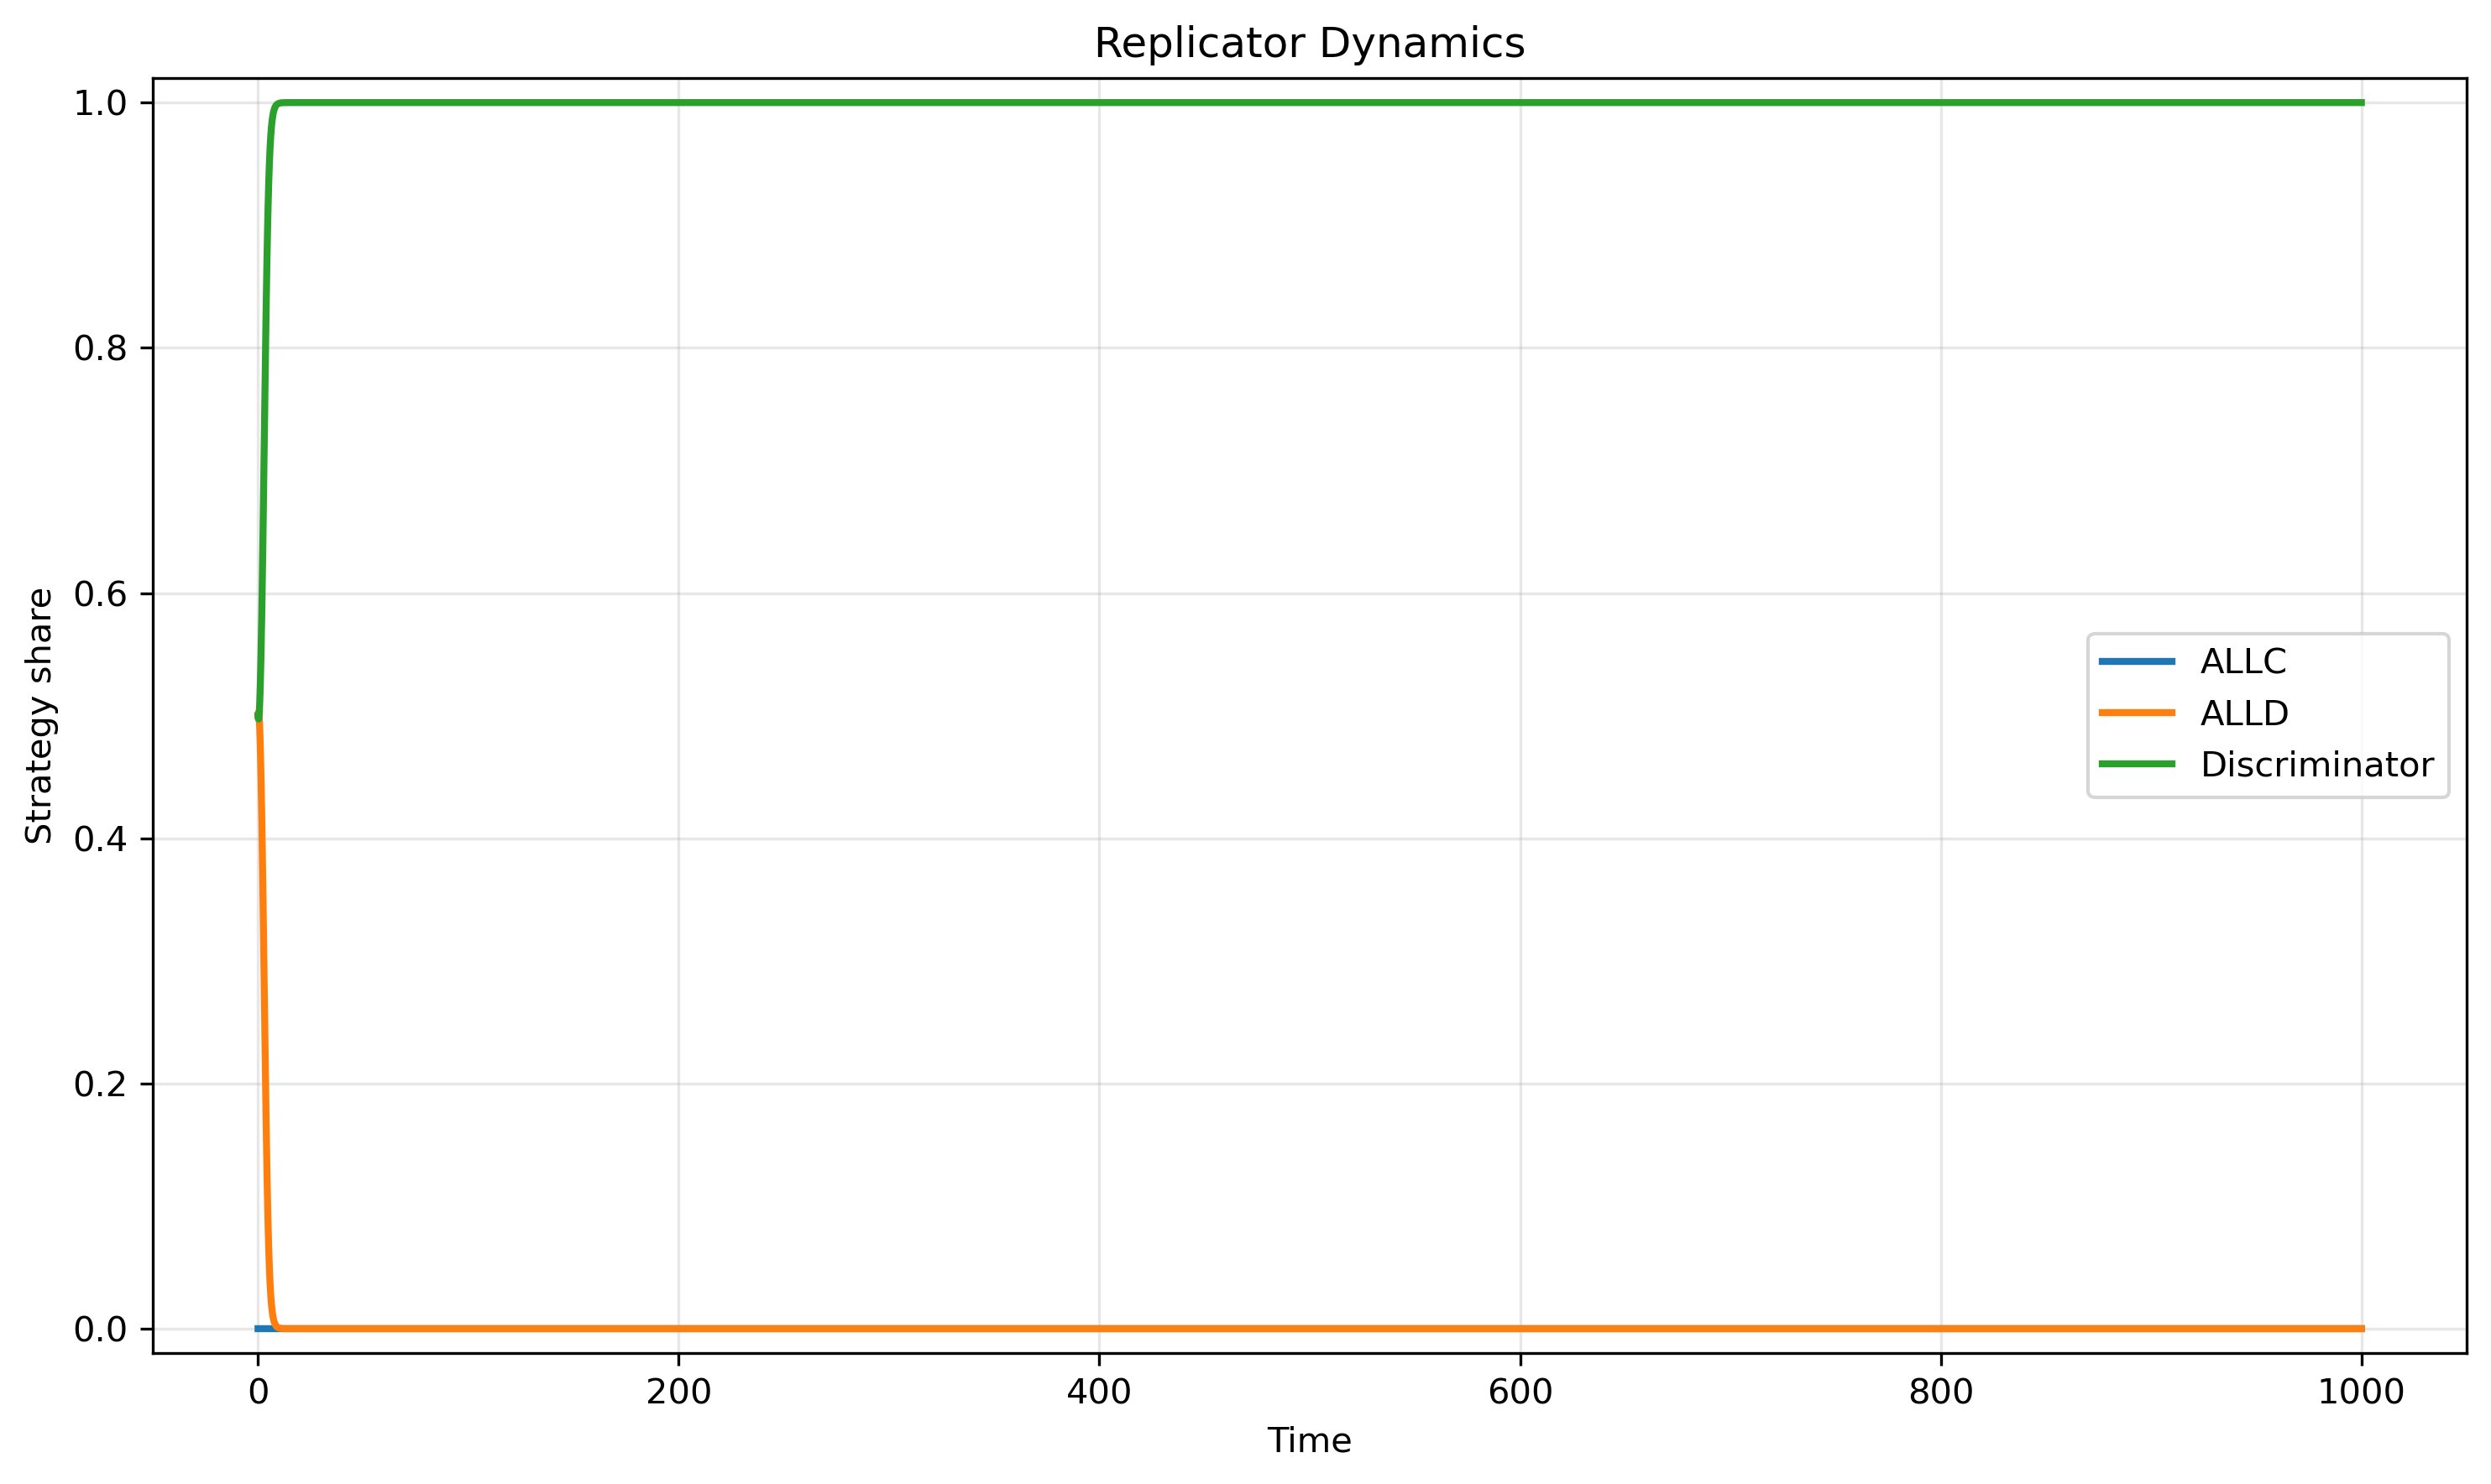 Replicator Dynamics
1.0
0.8
0.6
0.4
0.2
0.0
Strategy share
ALLC
ALLD
Discriminator
0 200 400 600 800 1000
Time